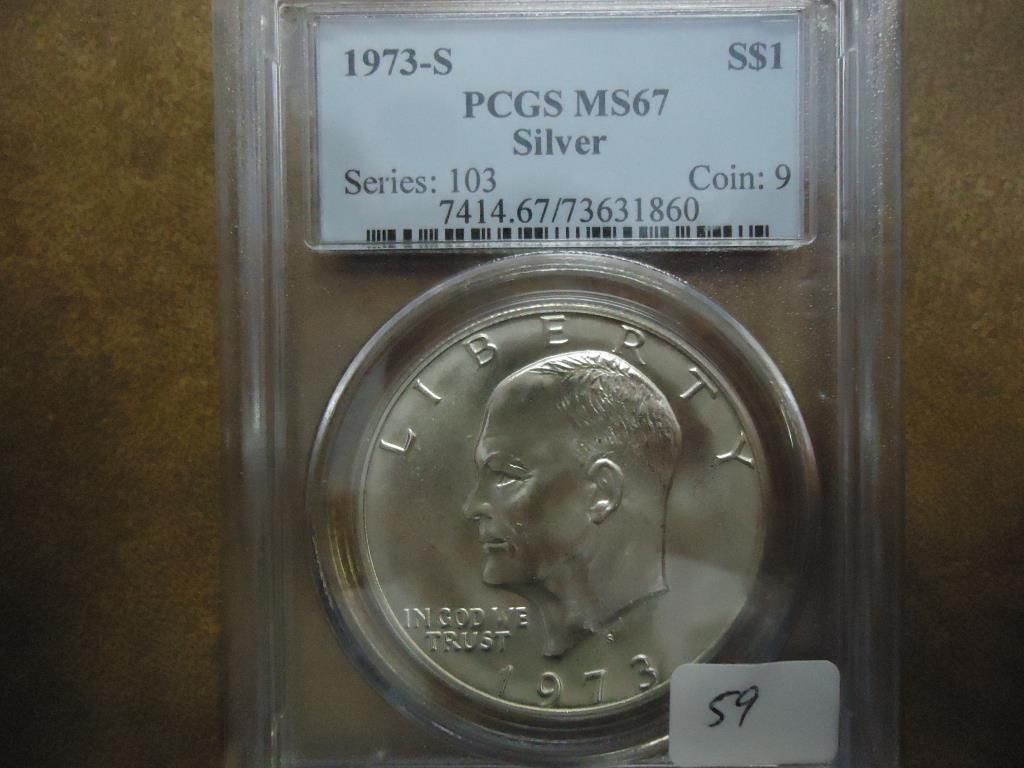 1973-S S$1
PCGS MS67
Silver
Series: 103 Coin: 9
7414.67/73631860
LIBERTY
IN GOD WE
TRUST
S
1973
59